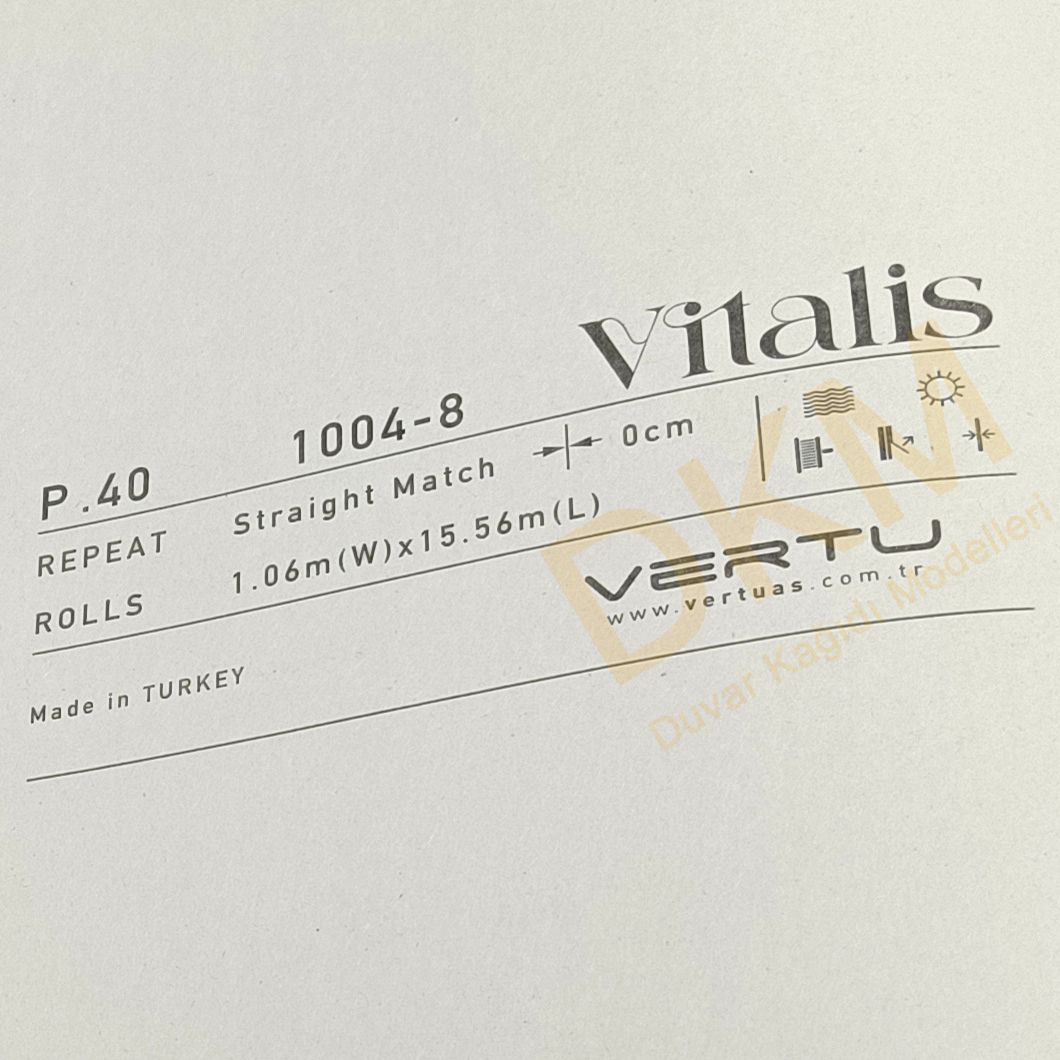 Vitalis
P.40 1004-8
REPEAT Straight Match 0cm
ROLLS 1.06m(W)x15.56m(L)
VERTU
www.vertuas.com.tr
Made in TURKEY
DKM
Duvar Kağıdı Modelleri